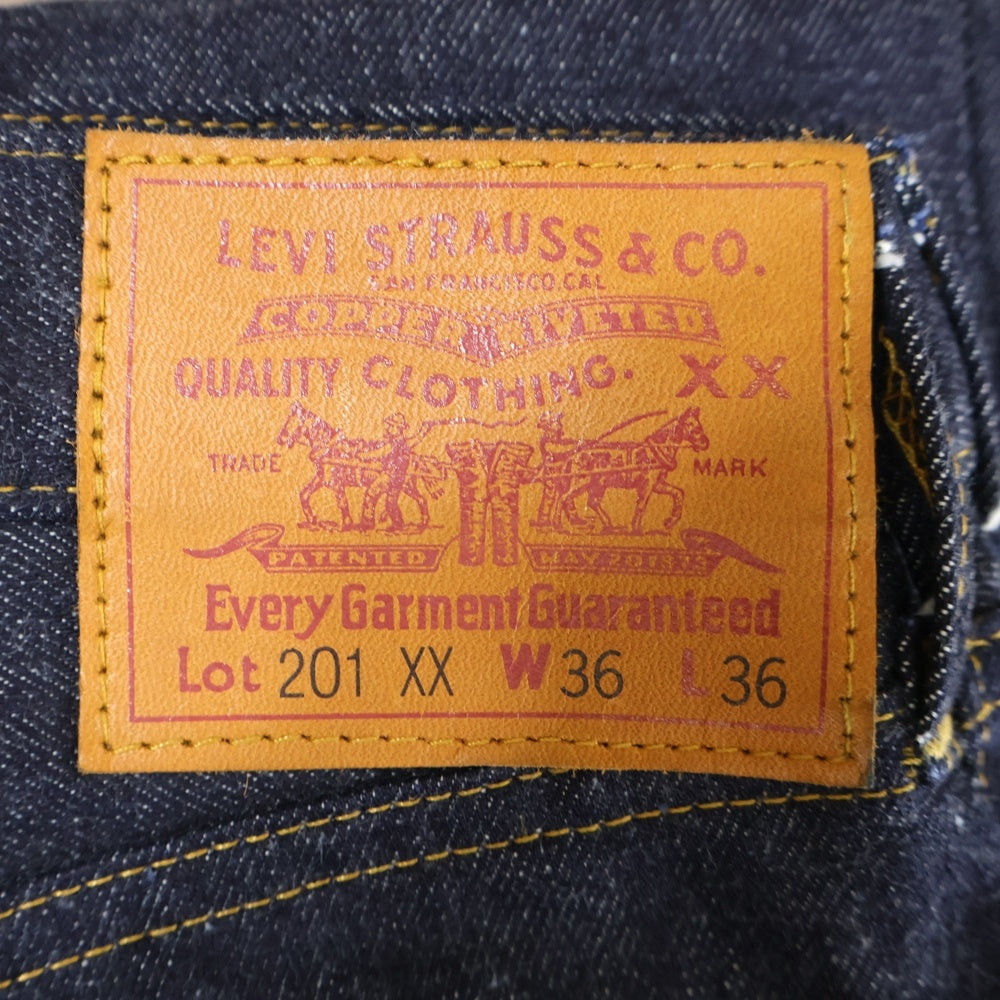 LEVI STRAUSS & CO.
SAN FRANCISCO CAL
COPPER RIVETED
QUALITY CLOTHING. XX
TRADE MARK
PATENTED MAY 20 1873
Every Garment Guaranteed
Lot 201 XX W 36 L 36